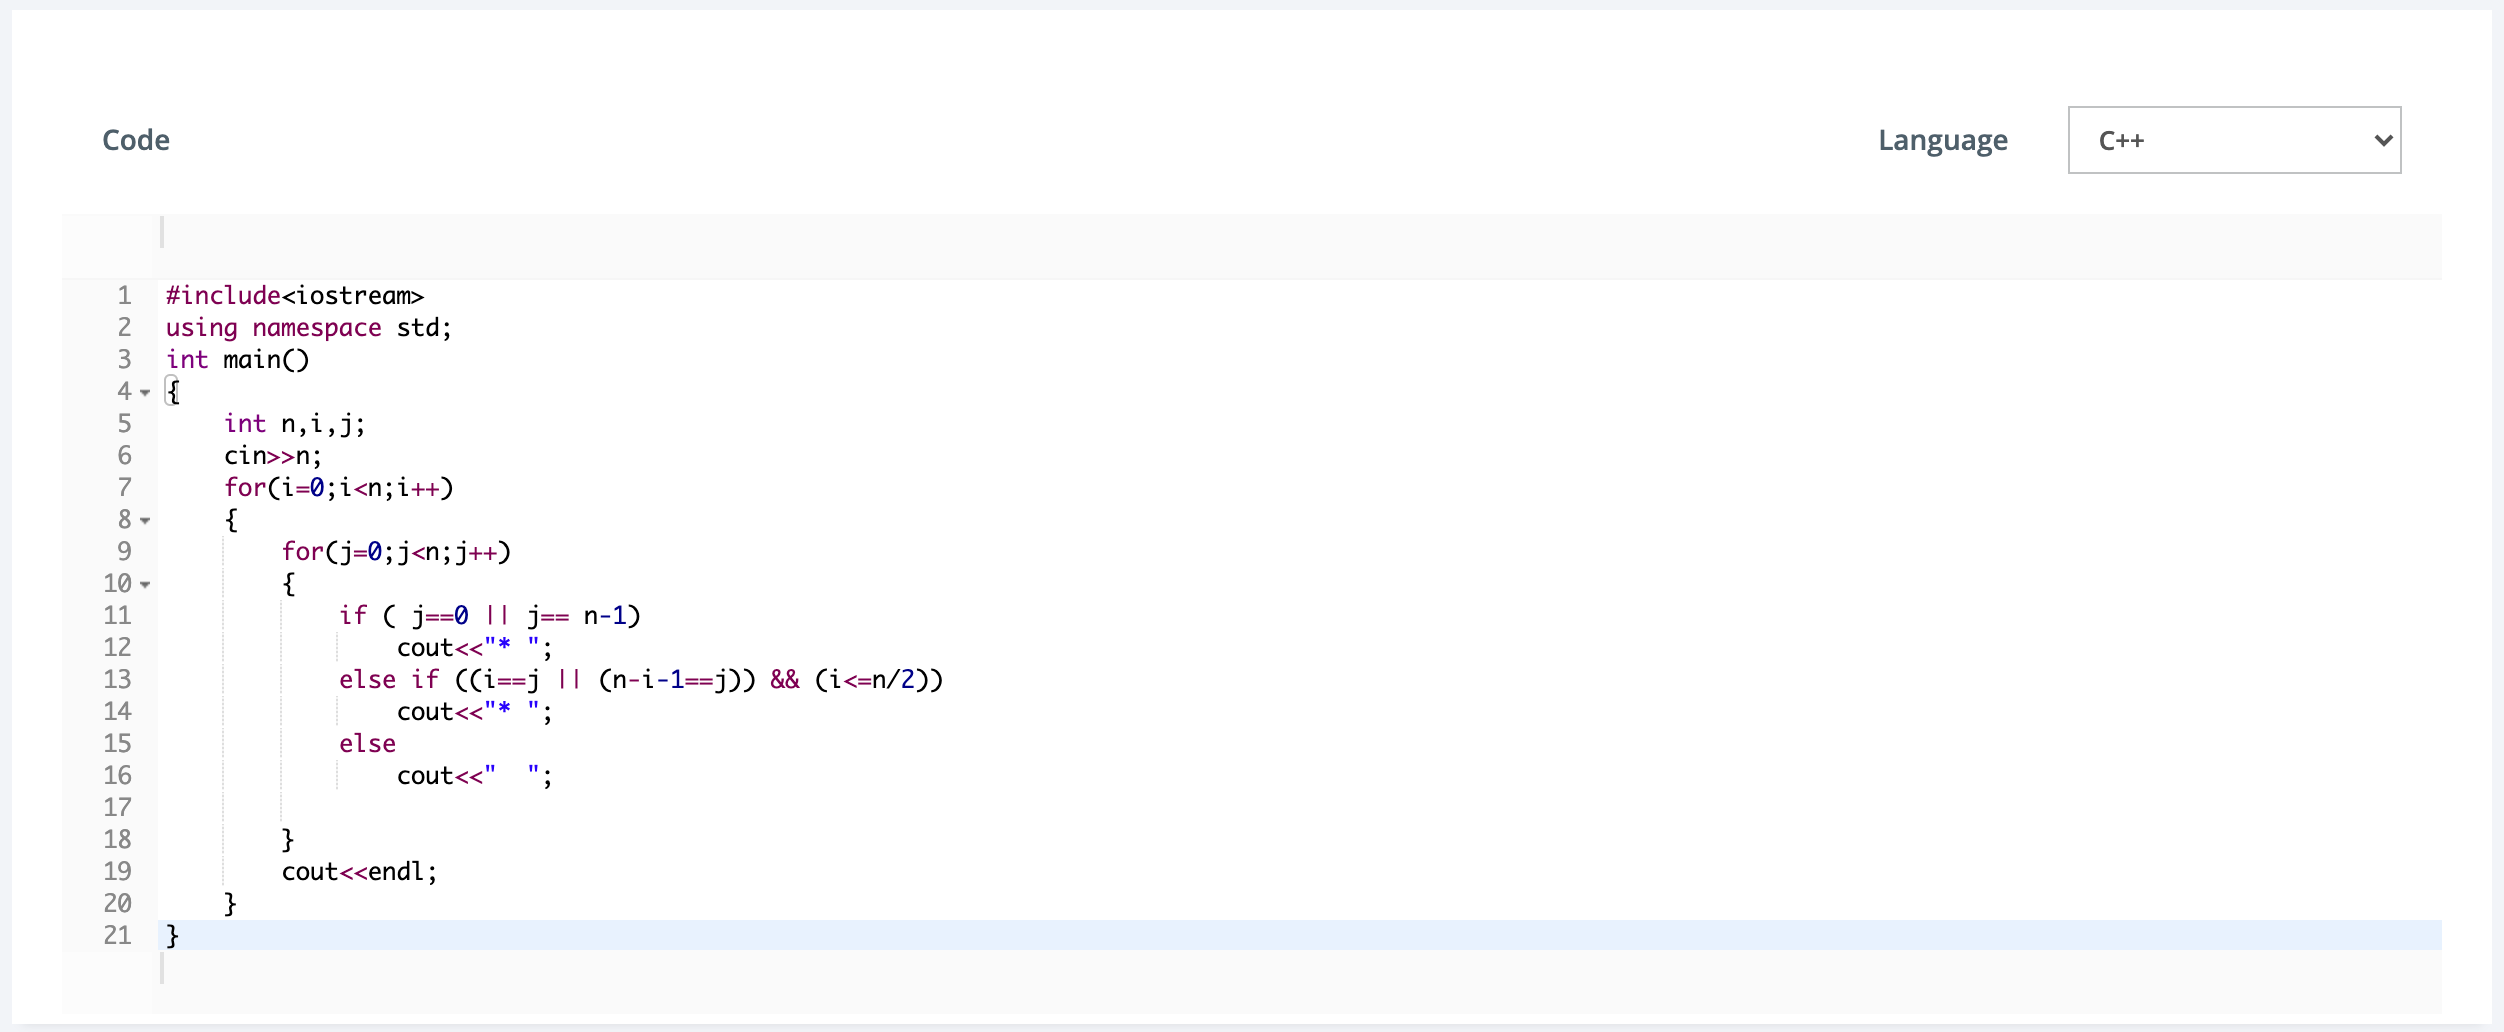 Code
Language
C++
1 #include<iostream>
2 using namespace std;
3 int main()
4 {
5     int n,i,j;
6     cin>>n;
7     for(i=0;i<n;i++)
8     {
9         for(j=0;j<n;j++)
10         {
11             if ( j==0 || j== n-1)
12                 cout<<"* ";
13             else if ((i==j || (n-i-1==j)) && (i<=n/2))
14                 cout<<"* ";
15             else
16                 cout<<"  ";
17
18         }
19         cout<<endl;
20     }
21 }